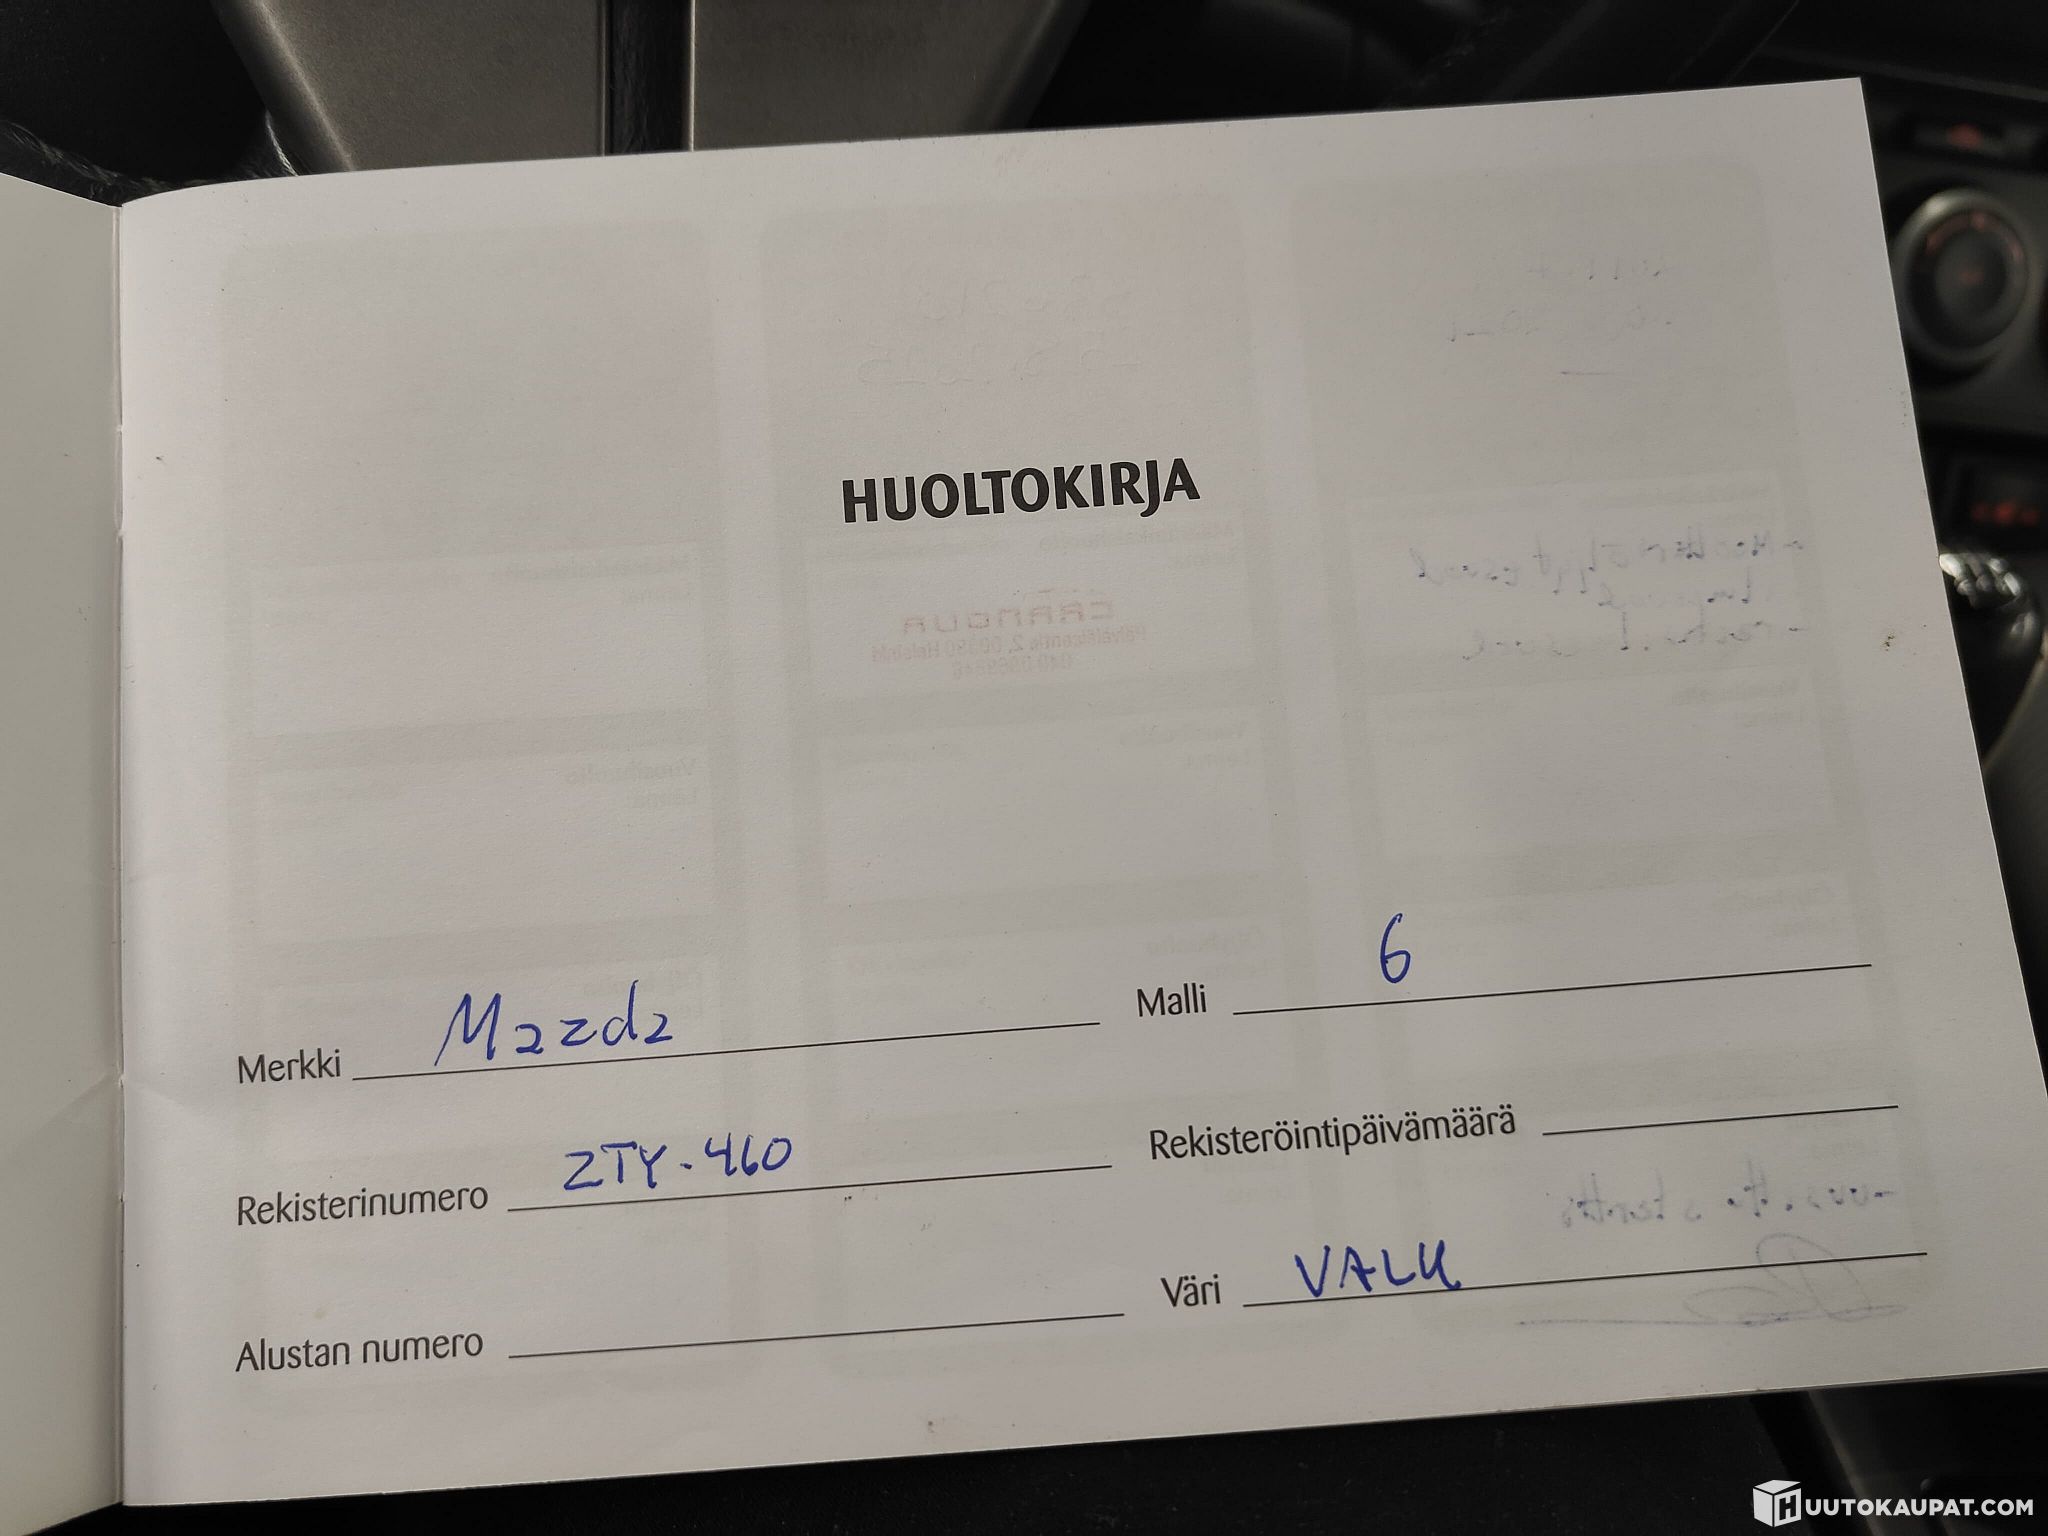 HUOLTOKIRJA
Merkki Mazda
Malli 6
Rekisterinumero ZTY-460
Rekisteröintipäivämäärä
Alustan numero
Väri VALK
HUUTOKAUPAT.COM